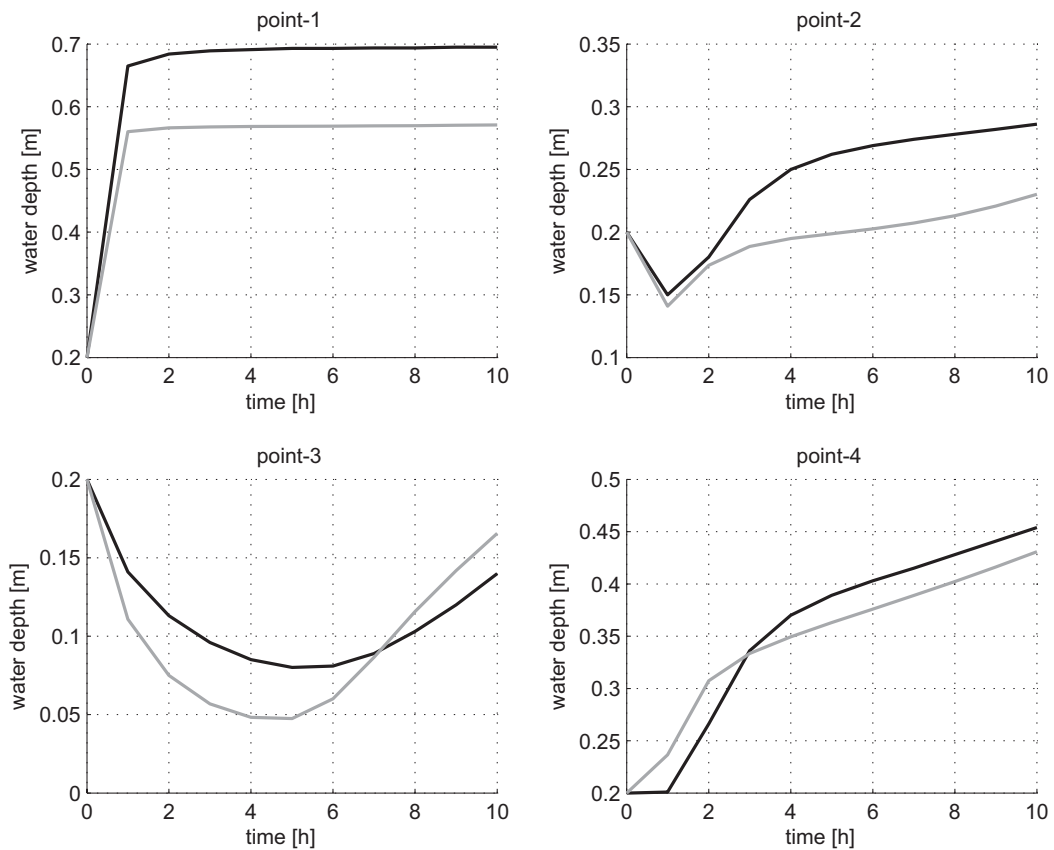 point-1
0.7
0.6
0.5
0.4
0.3
0.2
water depth [m]
0 2 4 6 8 10
time [h]
point-2
0.35
0.3
0.25
0.2
0.15
0.1
water depth [m]
0 2 4 6 8 10
time [h]
point-3
0.2
0.15
0.1
0.05
0
water depth [m]
0 2 4 6 8 10
time [h]
point-4
0.5
0.45
0.4
0.35
0.3
0.25
0.2
water depth [m]
0 2 4 6 8 10
time [h]